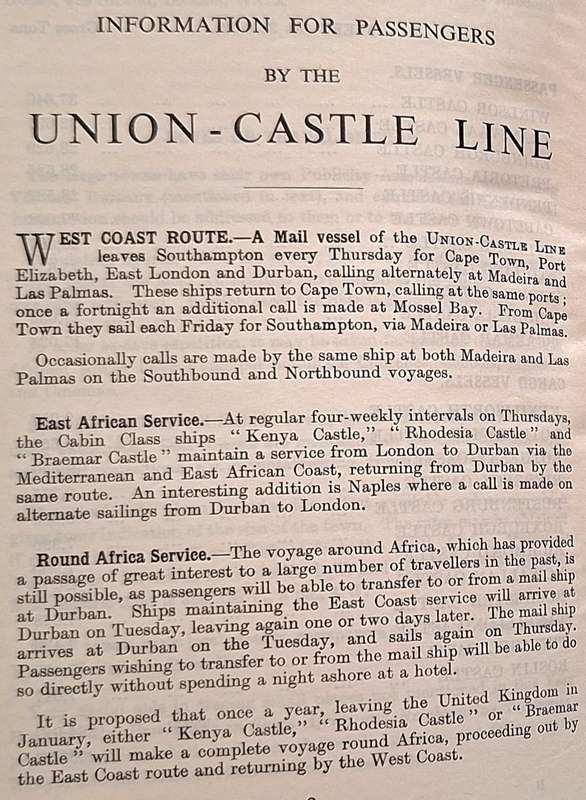 INFORMATION FOR PASSENGERS
BY THE
UNION-CASTLE LINE
WEST COAST ROUTE.—A Mail vessel of the UNION-CASTLE LINE
leaves Southampton every Thursday for Cape Town, Port
Elizabeth, East London and Durban, calling alternately at Madeira and
Las Palmas. These ships return to Cape Town, calling at the same ports;
once a fortnight an additional call is made at Mossel Bay. From Cape
Town they sail each Friday for Southampton, via Madeira or Las Palmas.
Occasionally calls are made by the same ship at both Madeira and Las
Palmas on the Southbound and Northbound voyages.
East African Service.—At regular four-weekly intervals on Thursdays,
the Cabin Class ships "Kenya Castle," "Rhodesia Castle" and
"Braemar Castle" maintain a service from London to Durban via the
Mediterranean and East African Coast, returning from Durban by the
same route. An interesting addition is Naples where a call is made on
alternate sailings from Durban to London.
Round Africa Service.—The voyage around Africa, which has provided
a passage of great interest to a large number of travellers in the past, is
still possible, as passengers will be able to transfer to or from a mail ship
at Durban. Ships maintaining the East Coast service will arrive at
Durban on Tuesday, leaving again one or two days later. The mail ship
arrives at Durban on the Tuesday, and sails again on Thursday.
Passengers wishing to transfer to or from the mail ship will be able to do
so directly without spending a night ashore at a hotel.
It is proposed that once a year, leaving the United Kingdom in
January, either "Kenya Castle," "Rhodesia Castle" or "Braemar
Castle" will make a complete voyage round Africa, proceeding out by
the East Coast route and returning by the West Coast.